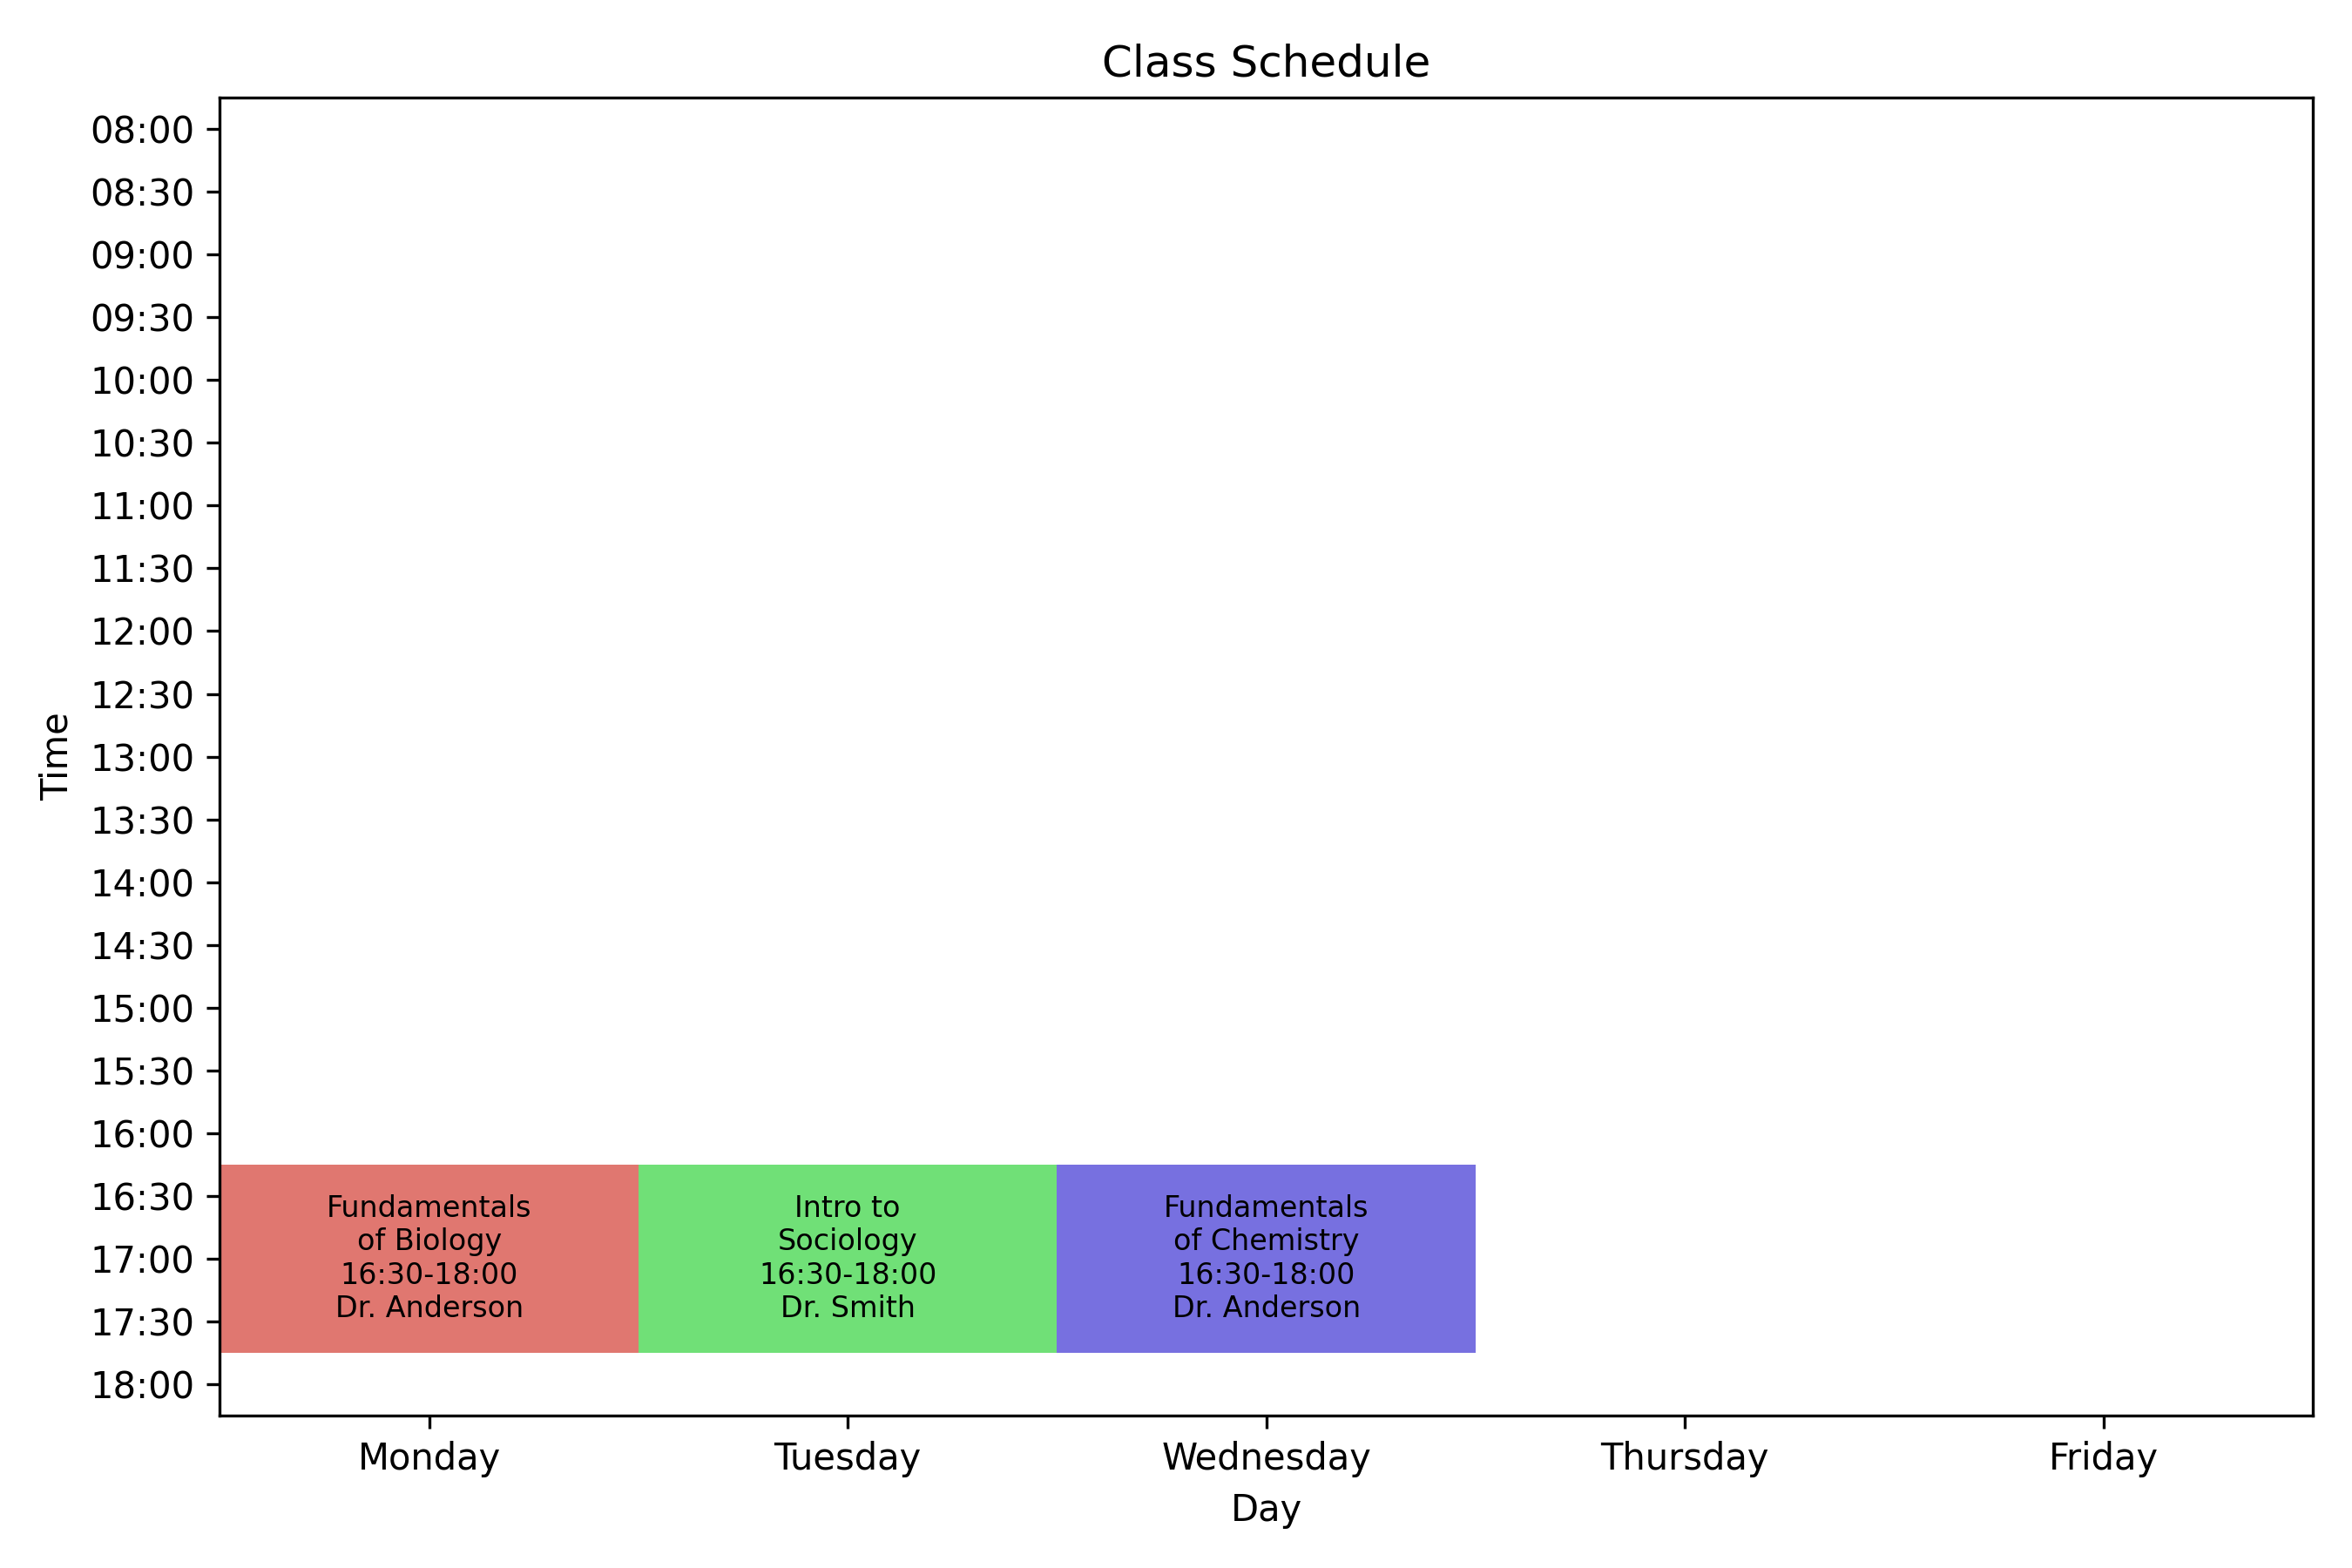 Class Schedule
Time
08:00
08:30
09:00
09:30
10:00
10:30
11:00
11:30
12:00
12:30
13:00
13:30
14:00
14:30
15:00
15:30
16:00
16:30
17:00
17:30
18:00
Fundamentals
of Biology
16:30-18:00
Dr. Anderson
Intro to
Sociology
16:30-18:00
Dr. Smith
Fundamentals
of Chemistry
16:30-18:00
Dr. Anderson
Monday
Tuesday
Wednesday
Thursday
Friday
Day